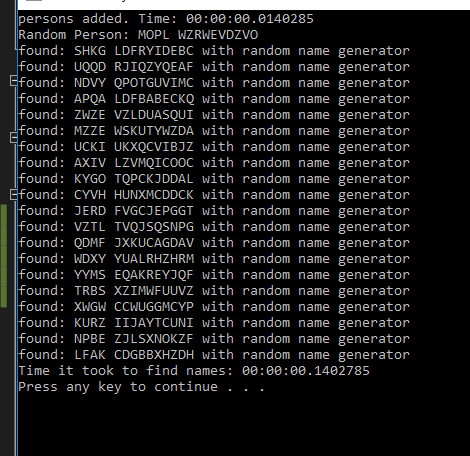 persons added. Time: 00:00:00.0140285
Random Person: MOPL WZRWEVDZVO
found: SHKG LDFRYIDEBC with random name generator
found: UQQD RJIQZYQEAF with random name generator
found: NDVY QPOTGUVIMC with random name generator
found: APQA LDFBABECKQ with random name generator
found: ZWZE VZLDUASQUI with random name generator
found: MZZE WSKUTYWZDA with random name generator
found: UCKI UKXQCVIBJZ with random name generator
found: AXIV LZVMQICOOC with random name generator
found: KYGO TQPCKJDDAL with random name generator
found: CYVH HUNXMCDDCK with random name generator
found: JERD FVGCJEPGGT with random name generator
found: VZTL TVQJSQSNPG with random name generator
found: QDMF JXKUCAGDAV with random name generator
found: WDXY YUALRHZHRM with random name generator
found: YYMS EQAKREYJQF with random name generator
found: TRBS XZIMWFUUVZ with random name generator
found: XWGW CCWUGGMCYP with random name generator
found: KURZ IIJAYTCUNI with random name generator
found: NPBE ZJLSXNOKZF with random name generator
found: LFAK CDGBBXHZDH with random name generator
Time it took to find names: 00:00:00.1402785
Press any key to continue . . .